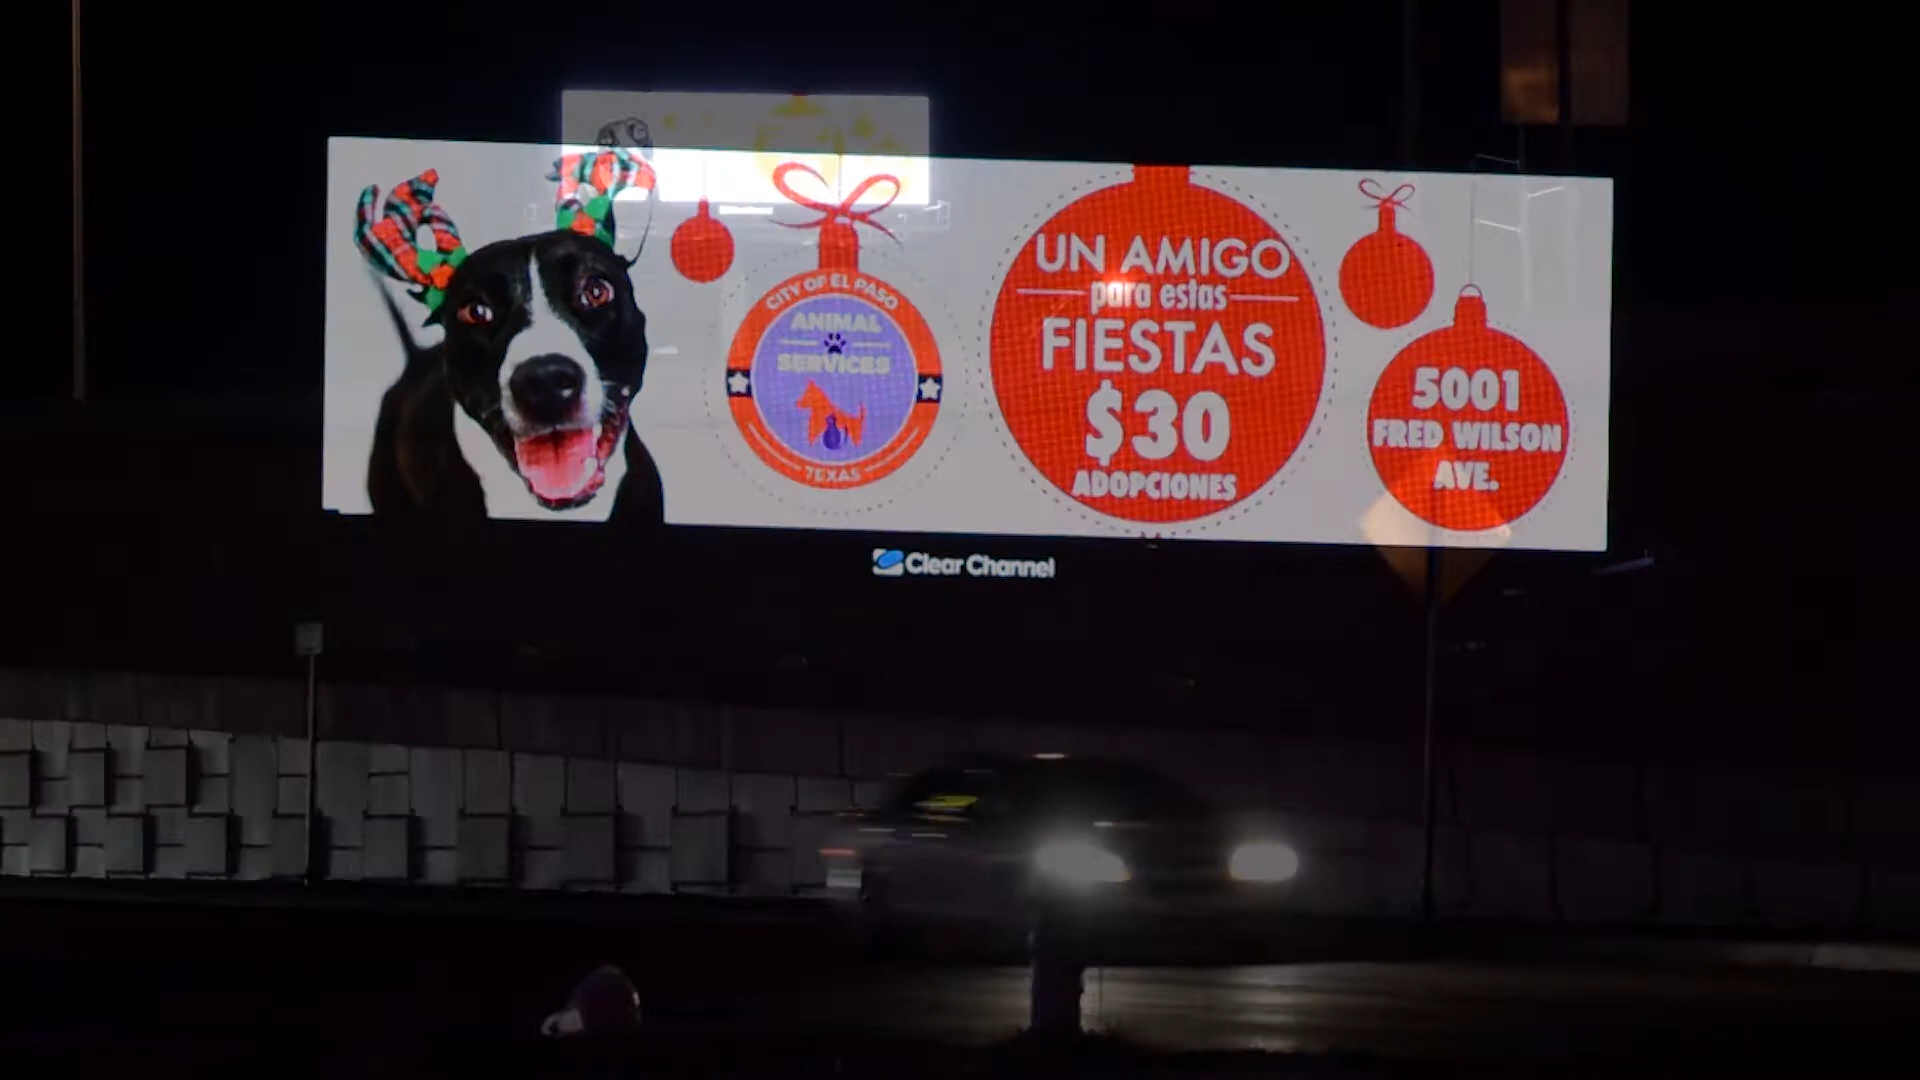 CITY OF EL PASO
ANIMAL
SERVICES
TEXAS
UN AMIGO
para estas
FIESTAS
$30
ADOPCIONES
5001
FRED WILSON
AVE.
Clear Channel